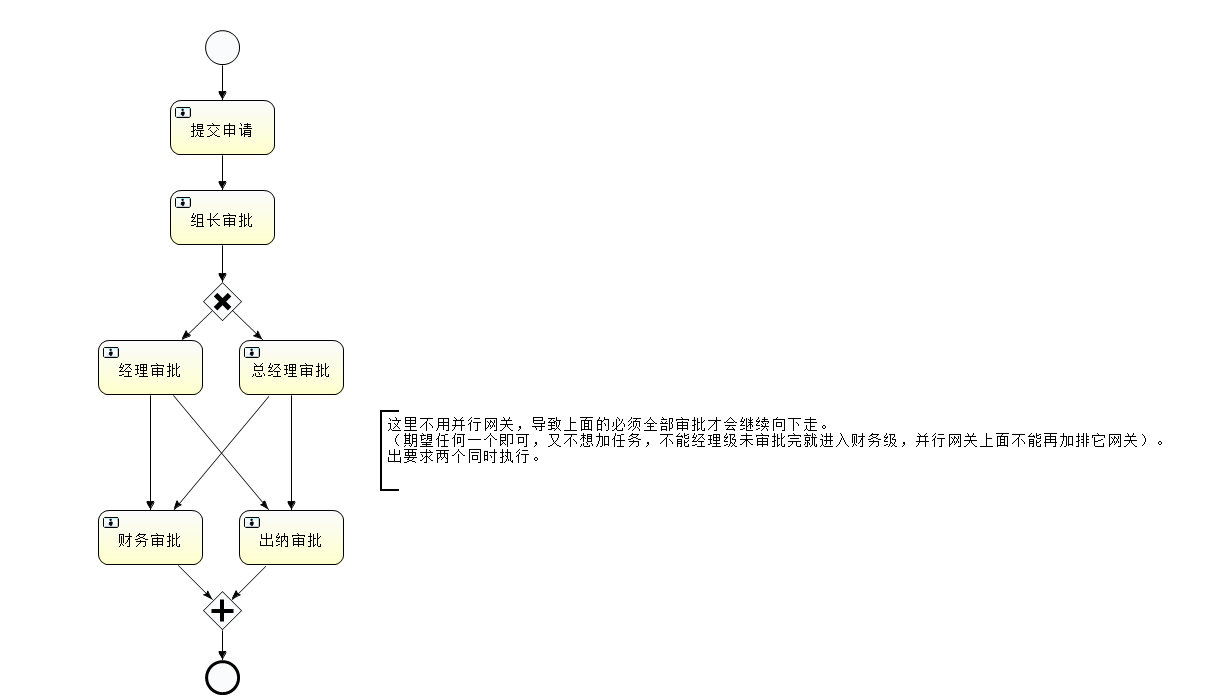 提交申请
组长审批
经理审批
总经理审批
这里不用并行网关，导致上面的必须全部审批才会继续向下走。
（期望任何一个即可，又不想加任务，不能经理级未审批完就进入财务级，并行网关上面不能再加排它网关）。
出要求两个同时执行。
财务审批
出纳审批